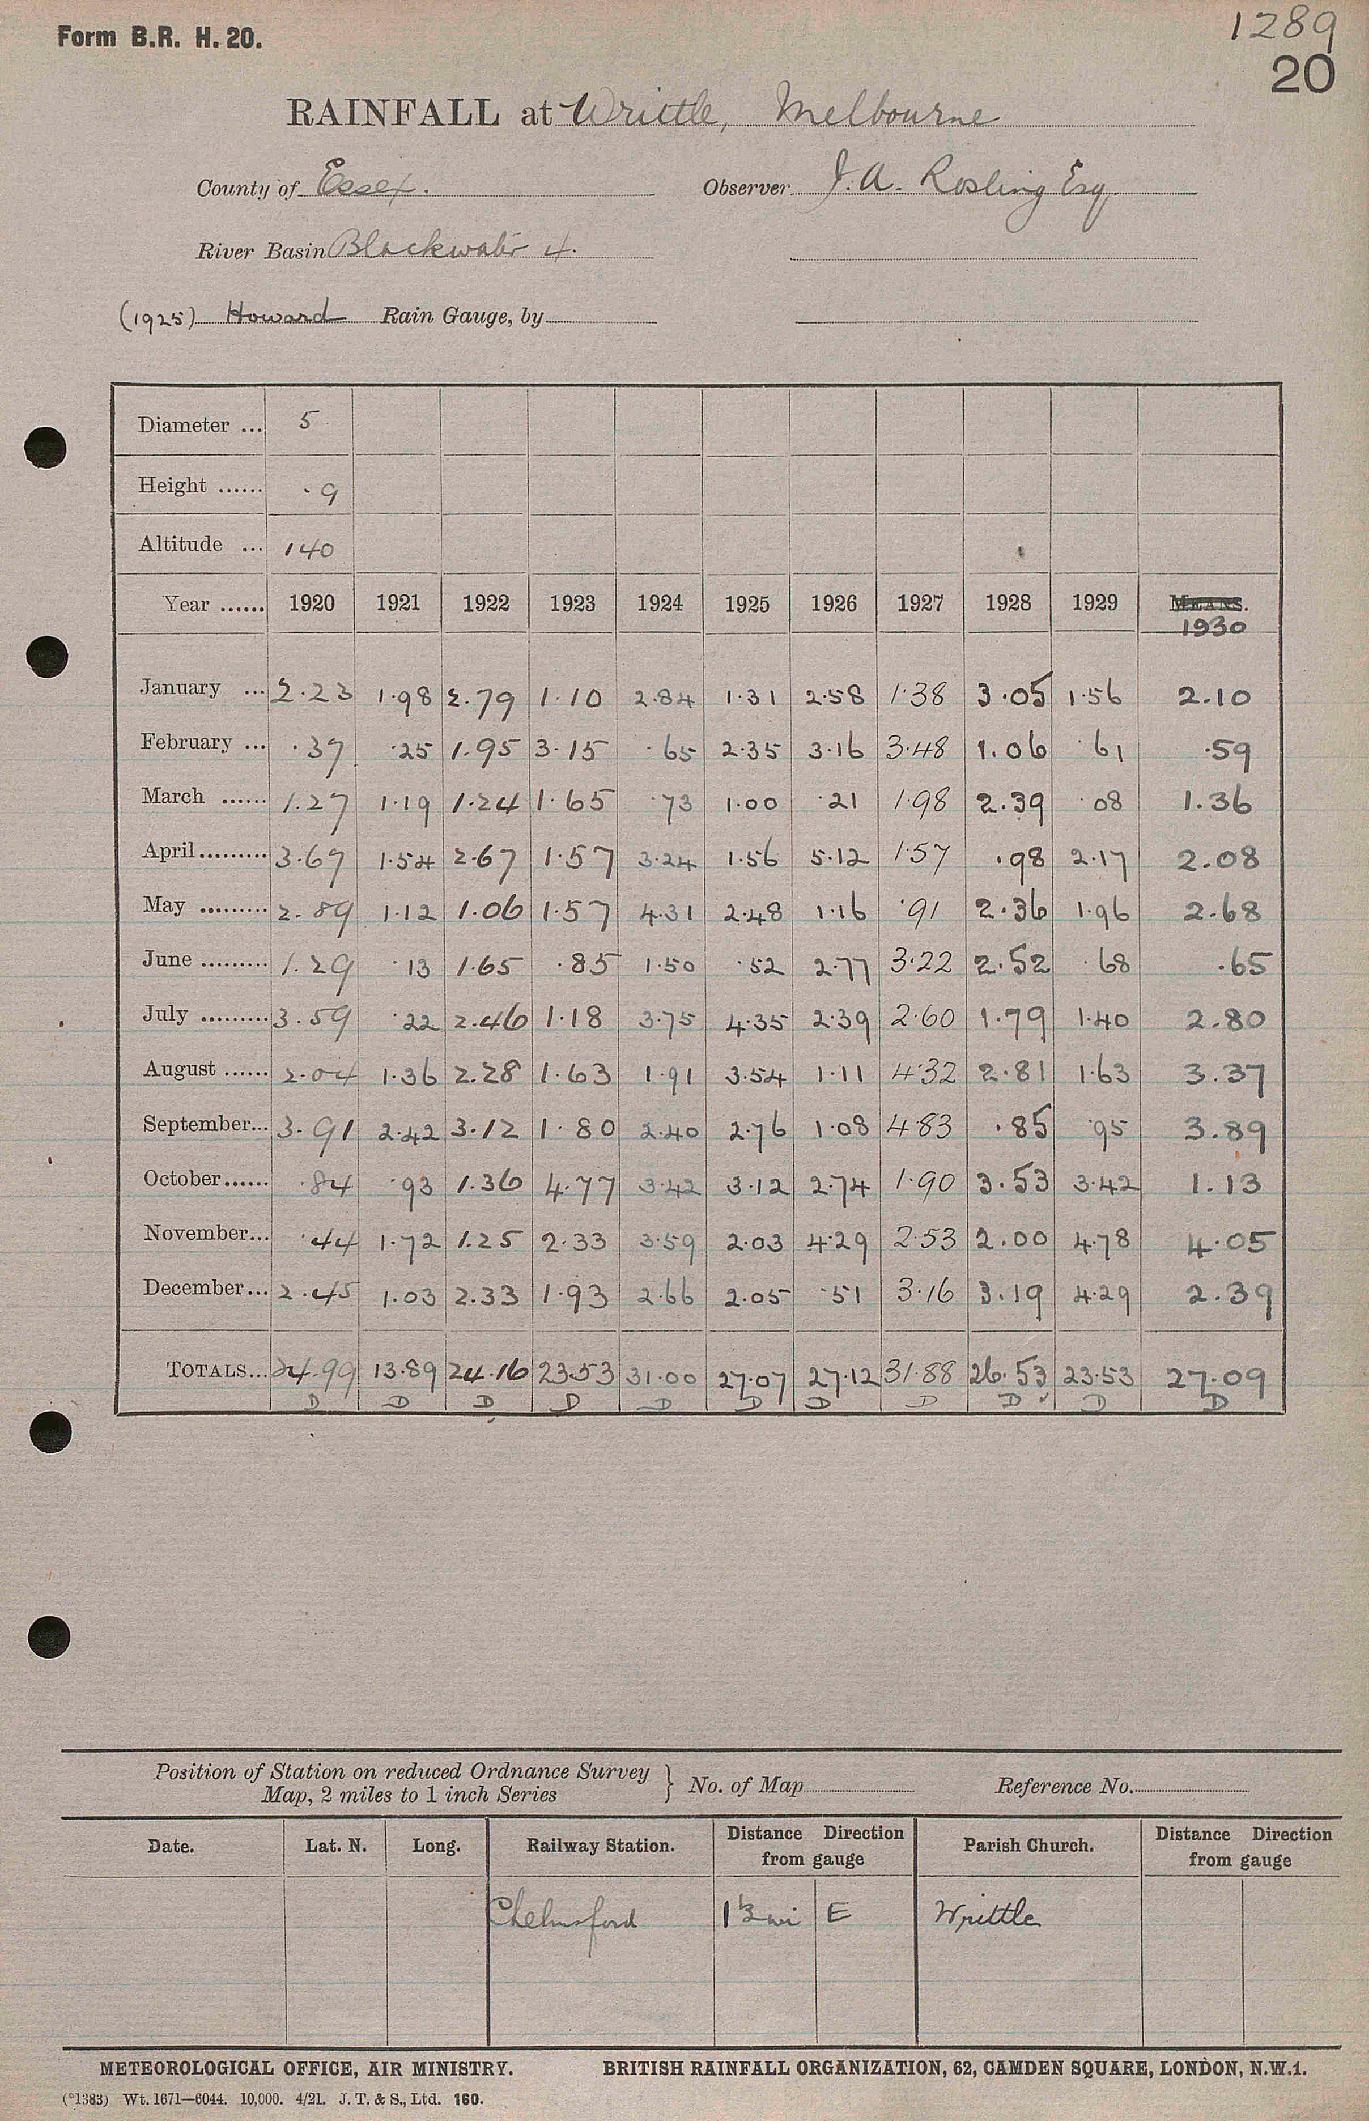 Form B.R. H. 20.
1289
20
RAINFALL at Writtle, Melbourne
County of Essex. Observer J. A. Rosling Esq
River Basin Blackwater 4.
(1925) Howard Rain Gauge, by
Diameter ... 5
Height ...... .9
Altitude ... 140
Year ...... 1920 1921 1922 1923 1924 1925 1926 1927 1928 1929 MEANS.
1930
January ... 2.23 1.98 2.79 1.10 2.84 1.31 2.58 1.38 3.05 1.56 2.10
February ... .37 .25 1.95 3.15 .65 2.35 3.16 3.48 1.06 .61 .59
March ...... 1.27 1.19 1.24 1.65 .73 1.00 .21 1.98 2.39 .08 1.36
April ......... 3.67 1.54 2.67 1.57 3.24 1.56 5.12 1.57 .98 2.17 2.08
May ......... 2.89 1.12 1.06 1.57 4.31 2.48 1.16 .91 2.36 1.96 2.68
June ......... 1.29 .13 1.65 .85 1.50 .52 2.77 3.22 2.52 .68 .65
July ......... 3.59 .22 2.46 1.18 3.75 4.35 2.39 2.60 1.79 1.40 2.80
August ...... 2.04 1.36 2.28 1.63 1.91 3.54 1.11 4.32 2.81 1.63 3.37
September... 3.91 2.42 3.12 1.80 2.40 2.76 1.08 4.83 .85 .95 3.89
October...... .84 .93 1.36 4.77 3.42 3.12 2.74 1.90 3.53 3.42 1.13
November... .44 1.72 1.25 2.33 3.59 2.03 4.29 2.53 2.00 4.78 4.05
December... 2.45 1.03 2.33 1.93 2.66 2.05 .51 3.16 3.19 4.29 2.39
TOTALS... 24.99 13.89 24.16 23.53 31.00 27.07 27.12 31.88 26.53 23.53 27.09
D D D D D D D D D D D
Position of Station on reduced Ordnance Survey
Map, 2 miles to 1 inch Series } No. of Map Reference No.
Date. Lat. N. Long. Railway Station. Distance Direction from gauge Parish Church. Distance Direction from gauge
Chelmsford mi E Writtle
METEOROLOGICAL OFFICE, AIR MINISTRY. BRITISH RAINFALL ORGANIZATION, 62, CAMDEN SQUARE, LONDON, N.W.1.
(°1383) Wt. 1671—6044. 10,000. 4/21. J. T. & S., Ltd. 160.